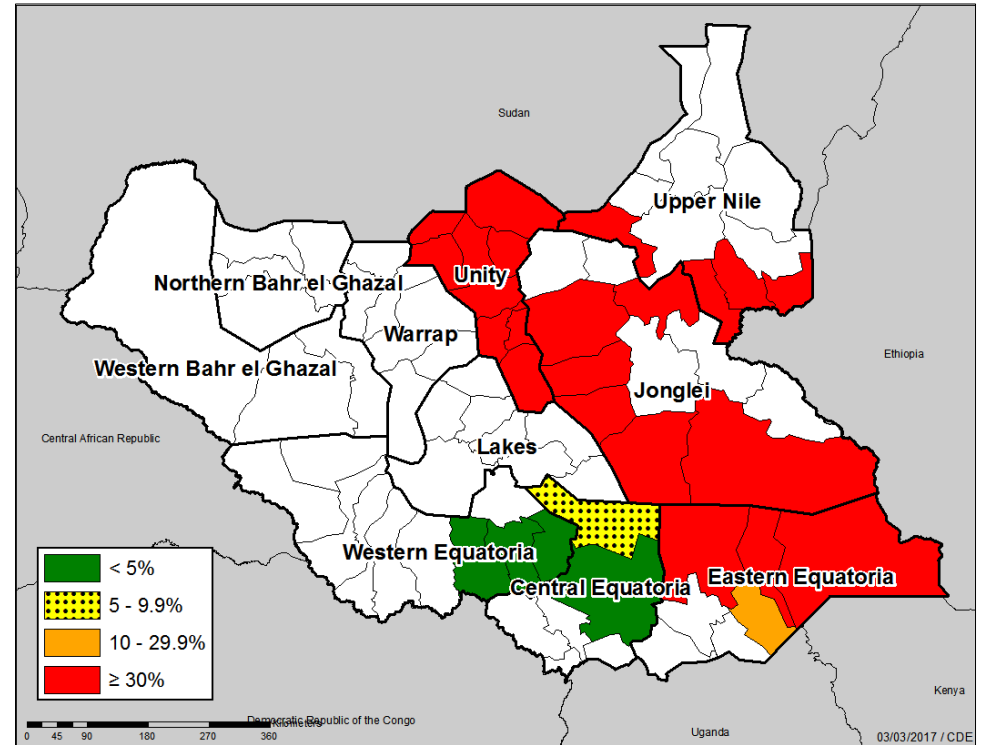 Sudan
Upper Nile
Northern Bahr el Ghazal
Unity
Warrap
Western Bahr el Ghazal
Ethiopia
Jonglei
Central African Republic
Lakes
Western Equatoria
Central Equatoria
Eastern Equatoria
< 5%
5 - 9.9%
10 - 29.9%
≥ 30%
Kenya
Democratic Republic of the Congo
Kilometers
0 45 90 180 270 360
Uganda
03/03/2017 / CDE